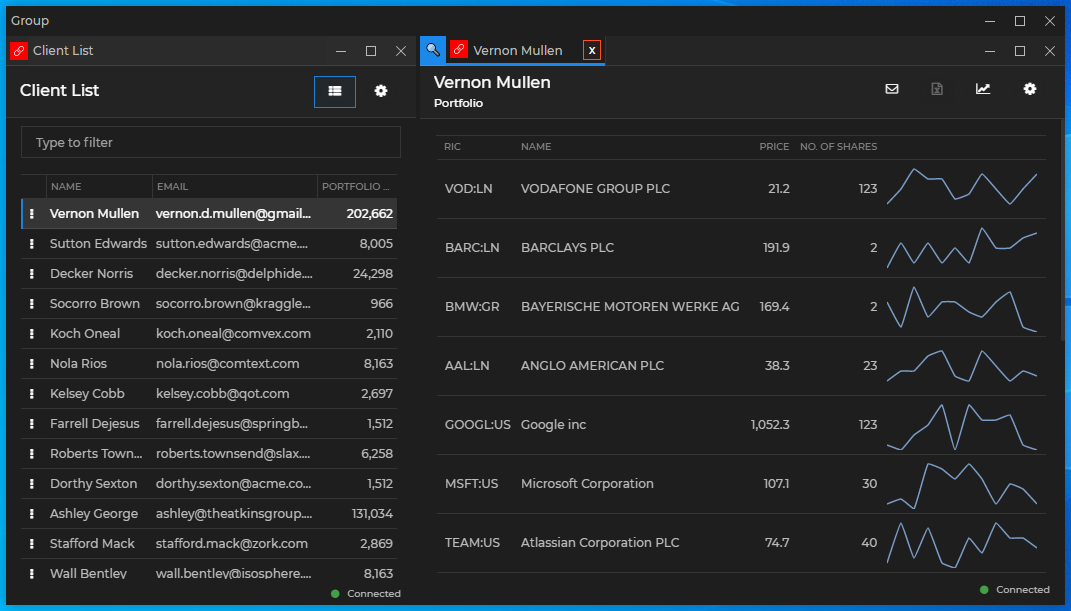 Group
Client List
Client List
Type to filter
NAME EMAIL PORTFOLIO ...
Vernon Mullen vernon.d.mullen@gmail... 202,662
Sutton Edwards sutton.edwards@acme.... 8,005
Decker Norris decker.norris@delphide.... 24,298
Socorro Brown socorro.brown@kraggle... 966
Koch Oneal koch.oneal@comvex.com 2,110
Nola Rios nola.rios@comtext.com 8,163
Kelsey Cobb kelsey.cobb@qot.com 2,697
Farrell Dejesus farrell.dejesus@springb... 1,512
Roberts Town... roberts.townsend@slax.... 6,258
Dorthy Sexton dorthy.sexton@acme.co... 1,512
Ashley George ashley@theatkinsgroup.... 131,034
Stafford Mack stafford.mack@zork.com 2,869
Wall Bentley wall.bentley@isosphere.... 8,163
Connected
Vernon Mullen x
Vernon Mullen
Portfolio
RIC NAME PRICE NO. OF SHARES
VOD:LN VODAFONE GROUP PLC 21.2 123
BARC:LN BARCLAYS PLC 191.9 2
BMW:GR BAYERISCHE MOTOREN WERKE AG 169.4 2
AAL:LN ANGLO AMERICAN PLC 38.3 23
GOOGL:US Google inc 1,052.3 123
MSFT:US Microsoft Corporation 107.1 30
TEAM:US Atlassian Corporation PLC 74.7 40
Connected